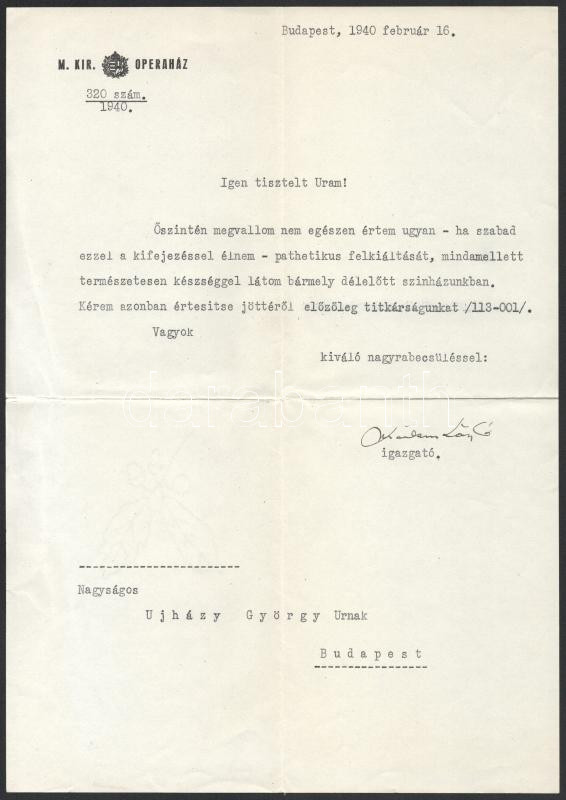 Budapest, 1940 február 16.
M. KIR. OPERAHÁZ
320 szám.
1940.
Igen tisztelt Uram!
Őszintén megvallom nem egészen értem ugyan - ha szabad
ezzel a kifejezéssel élnem - pathetikus felkiáltását, mindamellett
természetesen készséggel látom bármely délelőtt szinházunkban.
Kérem azonban értesitse jöttéről előzőleg titkárságunkat /113-001/.
Vagyok
kiváló nagyrabecsüléssel:
darabanth
László
igazgató.
Nagyságos
Ujházy György Urnak
Budapest